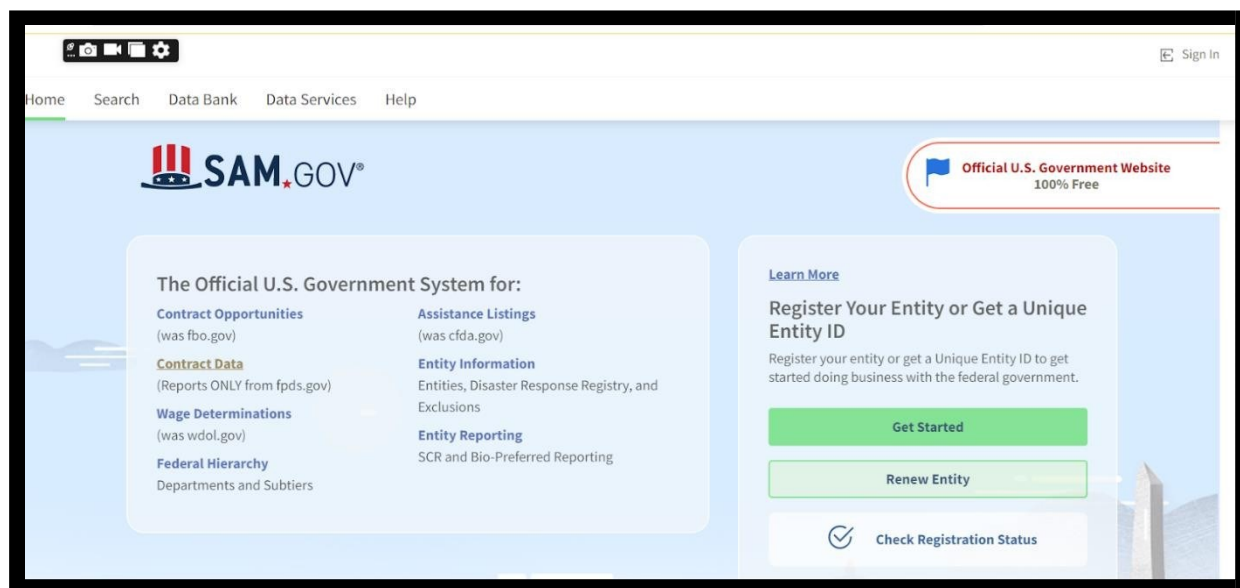 Sign In
Home Search Data Bank Data Services Help
SAM.GOV®
Official U.S. Government Website
100% Free
The Official U.S. Government System for:
Contract Opportunities
(was fbo.gov)
Contract Data
(Reports ONLY from fpds.gov)
Wage Determinations
(was wdol.gov)
Federal Hierarchy
Departments and Subtiers
Assistance Listings
(was cfda.gov)
Entity Information
Entities, Disaster Response Registry, and
Exclusions
Entity Reporting
SCR and Bio-Preferred Reporting
Learn More
Register Your Entity or Get a Unique
Entity ID
Register your entity or get a Unique Entity ID to get
started doing business with the federal government.
Get Started
Renew Entity
Check Registration Status